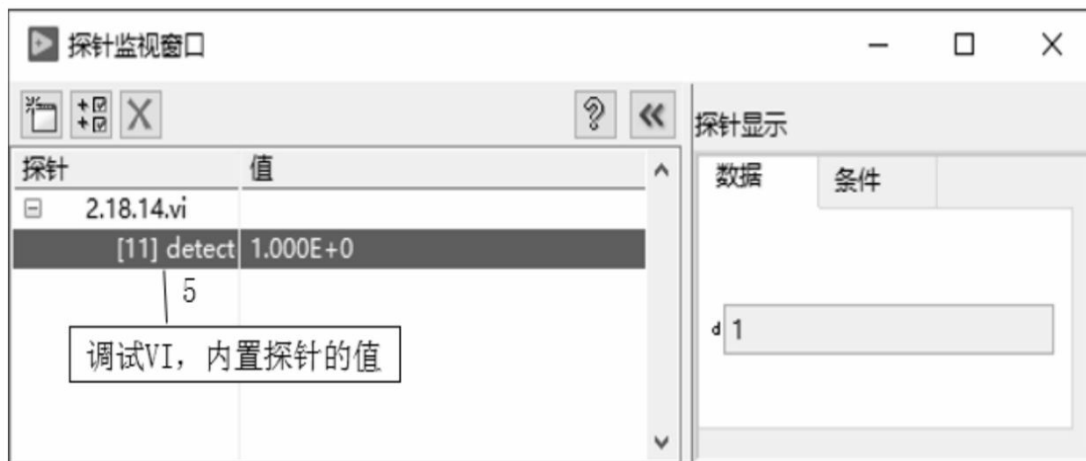 探针监视窗口
探针显示
探针 值
数据 条件
2.18.14.vi
[11] detect 1.000E+0
5
d 1
调试VI，内置探针的值